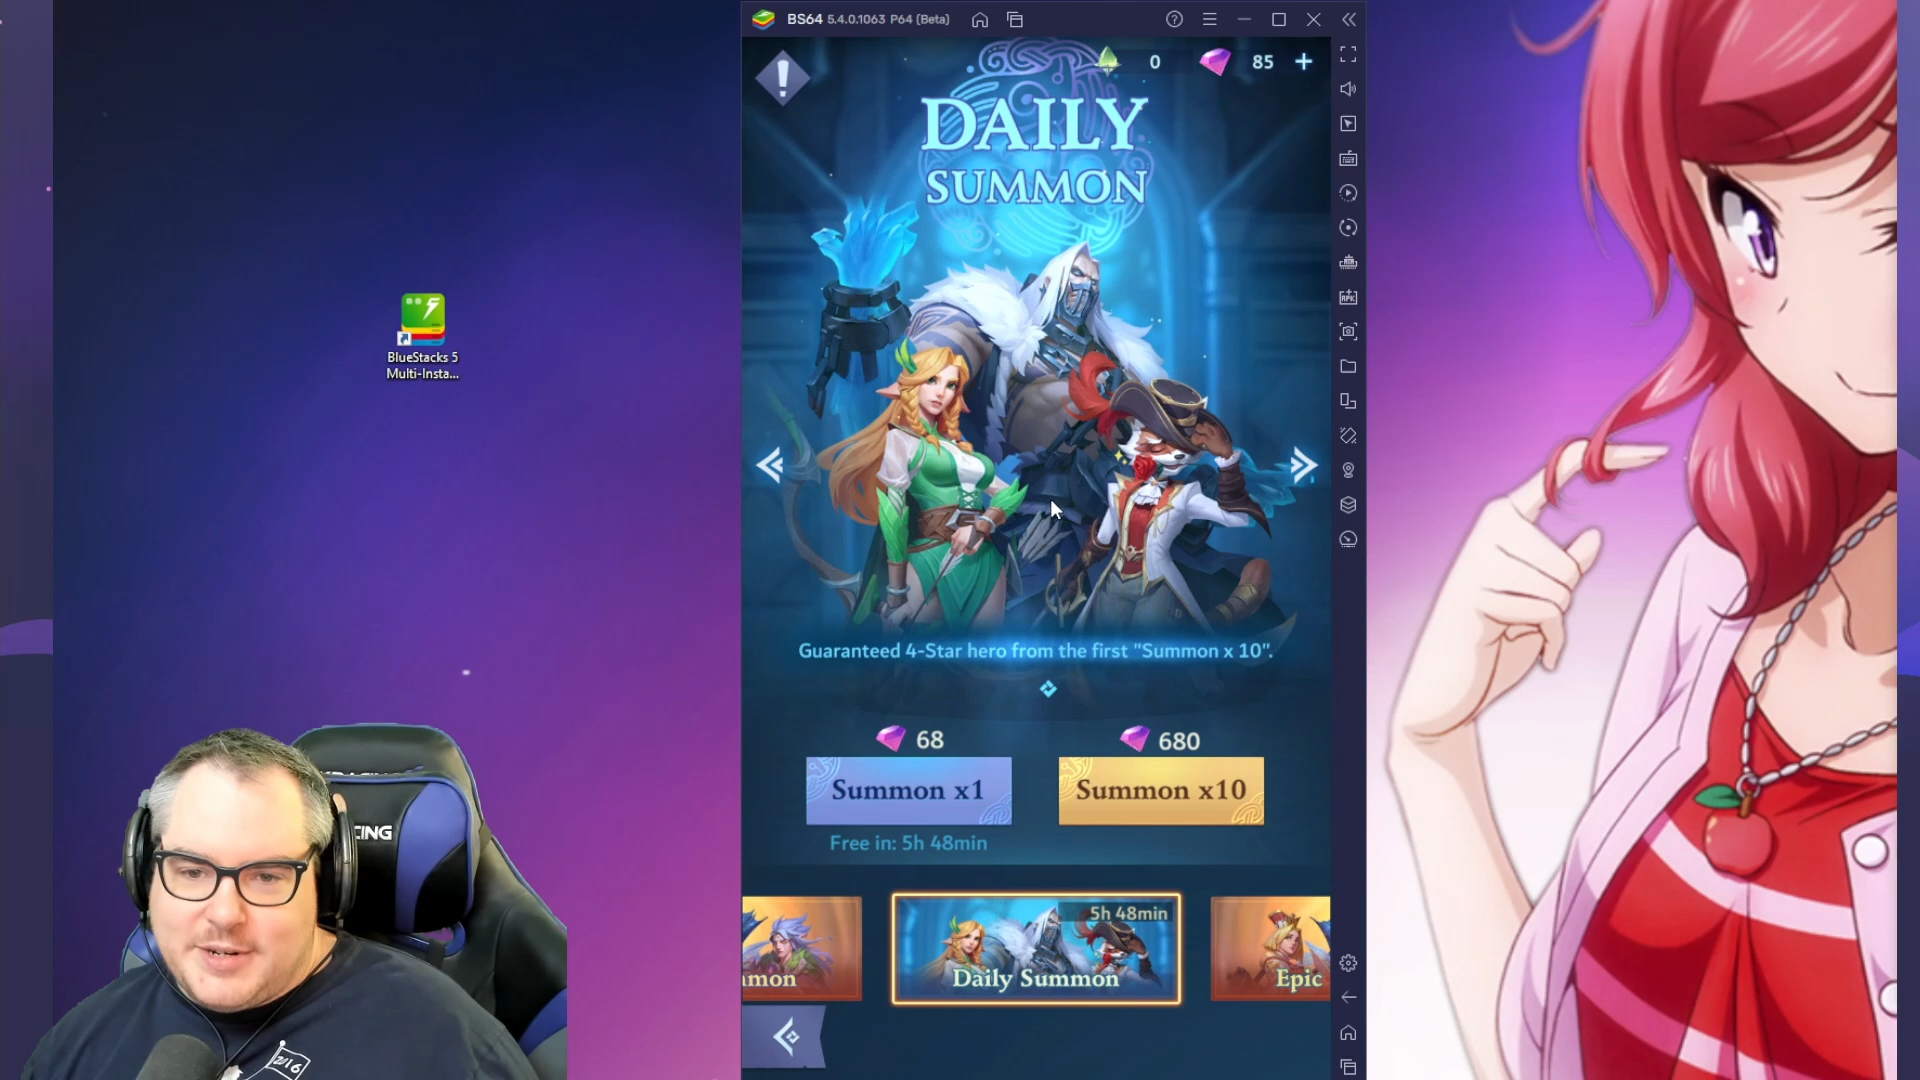 BS64 5.4.0.1063 P64 (Beta)
0
85
DAILY
SUMMON
BlueStacks 5
Multi-Insta...
Guaranteed 4-Star hero from the first "Summon x 10".
68
680
Summon x1
Summon x10
Free in: 5h 48min
5h 48min
mmon
Daily Summon
Epic
CING
2016